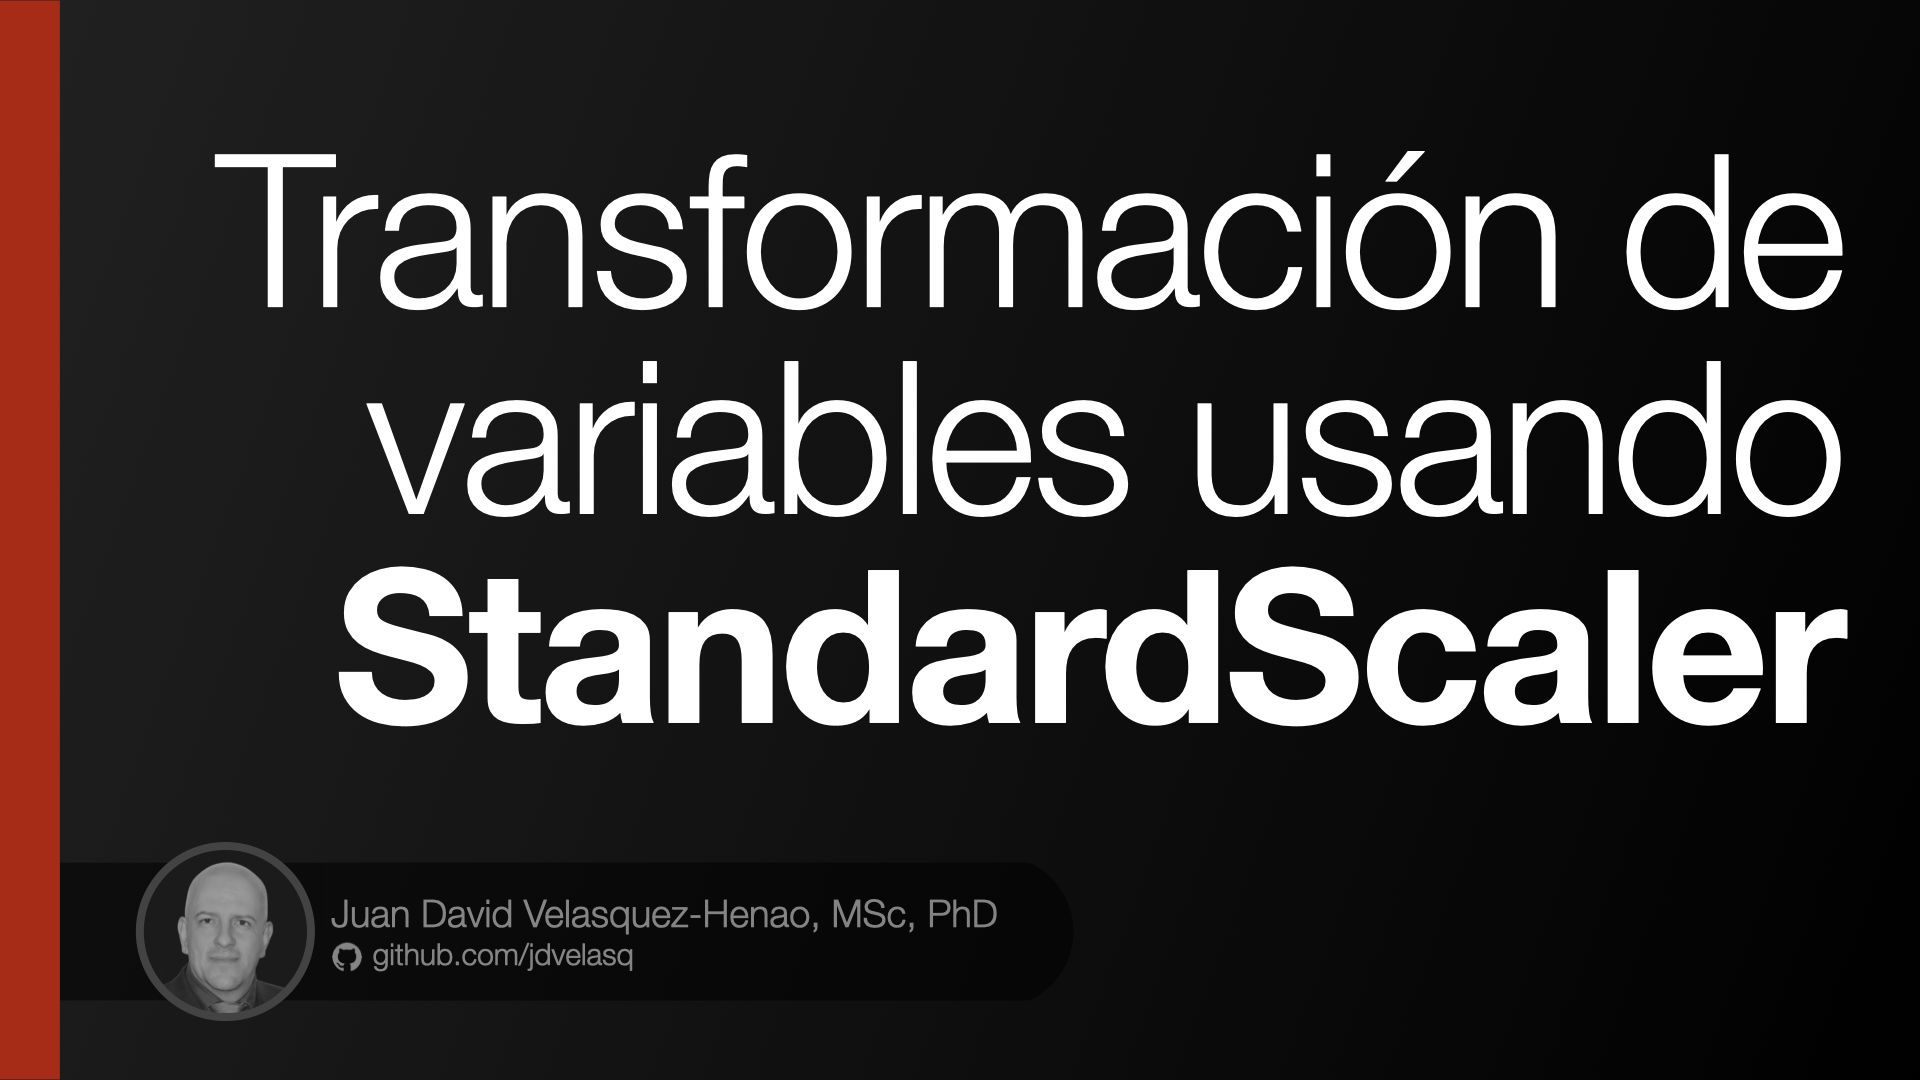 Transformación de
variables usando
StandardScaler
Juan David Velasquez-Henao, MSc, PhD
github.com/jdvelasq